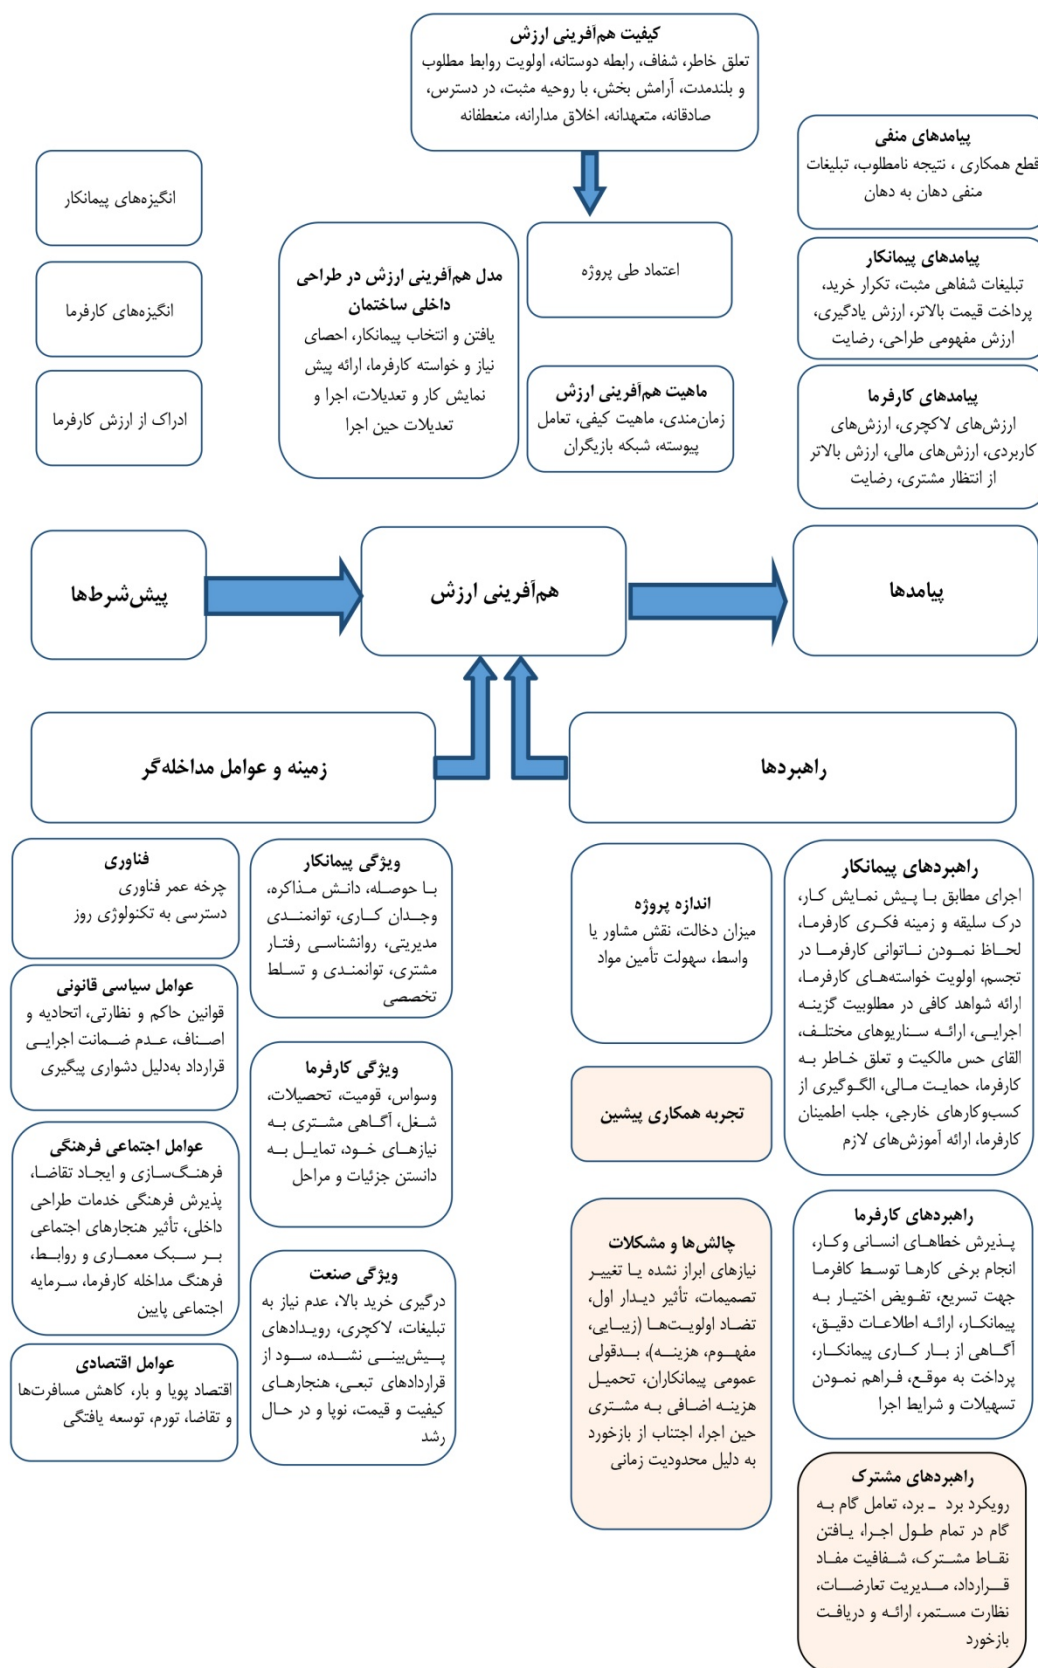 کیفیت هم‌آفرینی ارزش
تعلق خاطر، شفاف، رابطه دوستانه، اولویت روابط مطلوب
و بلندمدت، آرامش بخش، با روحیه مثبت، در دسترس،
صادقانه، متعهدانه، اخلاق مدارانه، منعطفانه
پیامدهای منفی
قطع همکاری ، نتیجه نامطلوب، تبلیغات
منفی دهان به دهان
پیامدهای پیمانکار
تبلیغات شفاهی مثبت، تکرار خرید،
پرداخت قیمت بالاتر، ارزش یادگیری،
ارزش مفهومی طراحی، رضایت
پیامدهای کارفرما
ارزش‌های لاکچری، ارزش‌های
کاربردی، ارزش‌های مالی، ارزش بالاتر
از انتظار مشتری، رضایت
اعتماد طی پروژه
ماهیت هم‌آفرینی ارزش
زمان‌مندی، ماهیت کیفی، تعامل
پیوسته، شبکه بازیگران
مدل هم‌آفرینی ارزش در طراحی
داخلی ساختمان
یافتن و انتخاب پیمانکار، احصای
نیاز و خواسته کارفرما، ارائه پیش
نمایش کار و تعدیلات، اجرا و
تعدیلات حین اجرا
انگیزه‌های پیمانکار
انگیزه‌های کارفرما
ادراک از ارزش کارفرما
پیامدها
هم‌آفرینی ارزش
پیش‌شرط‌ها
راهبردها
زمینه و عوامل مداخله‌گر
راهبردهای پیمانکار
اجرای مطابق با پیش نمایش کار،
درک سلیقه و زمینه فکری کارفرما،
لحاظ نمودن ناتوانی کارفرما در
تجسم، اولویت خواسته‌های کارفرما،
ارائه شواهد کافی در مطلوبیت گزینه
اجرایی، ارائه سناریوهای مختلف،
القای حس مالکیت و تعلق خاطر به
کارفرما، حمایت مالی، الگوگیری از
کسب‌وکارهای خارجی، جلب اطمینان
کارفرما، ارائه آموزش‌های لازم
راهبردهای کارفرما
پذیرش خطاهای انسانی وکار،
انجام برخی کارها توسط کافرما
جهت تسریع، تفویض اختیار به
پیمانکار، ارائه اطلاعات دقیق،
آگاهی از بار کاری پیمانکار،
پرداخت به موقع، فراهم نمودن
تسهیلات و شرایط اجرا
راهبردهای مشترک
رویکرد برد ـ برد، تعامل گام به
گام در تمام طول اجرا، یافتن
نقاط مشترک، شفافیت مفاد
قرارداد، مدیریت تعارضات،
نظارت مستمر، ارائه و دریافت
بازخورد
اندازه پروژه
میزان دخالت، نقش مشاور یا
واسط، سهولت تأمین مواد
تجربه همکاری پیشین
چالش‌ها و مشکلات
نیازهای ابراز نشده یا تغییر
تصمیمات، تأثیر دیدار اول،
تضاد اولویت‌ها (زیبایی،
مفهوم، هزینه)، بدقولی
عمومی پیمانکاران، تحمیل
هزینه اضافی به مشتری
حین اجرا، اجتناب از بازخورد
به دلیل محدودیت زمانی
ویژگی پیمانکار
با حوصله، دانش مذاکره،
وجدان کاری، توانمندی
مدیریتی، روانشناسی رفتار
مشتری، توانمندی و تسلط
تخصصی
ویژگی کارفرما
وسواس، قومیت، تحصیلات،
شغل، آگاهی مشتری به
نیازهای خود، تمایل به
دانستن جزئیات و مراحل
ویژگی صنعت
درگیری خرید بالا، عدم نیاز به
تبلیغات، لاکچری، رویدادهای
پیش‌بینی نشده، سود از
قراردادهای تبعی، هنجارهای
کیفیت و قیمت، نوپا و در حال
رشد
فناوری
چرخه عمر فناوری
دسترسی به تکنولوژی روز
عوامل سیاسی قانونی
قوانین حاکم و نظارتی، اتحادیه و
اصناف، عدم ضمانت اجرایی
قرارداد به‌دلیل دشواری پیگیری
عوامل اجتماعی فرهنگی
فرهنگ‌سازی و ایجاد تقاضا،
پذیرش فرهنگی خدمات طراحی
داخلی، تأثیر هنجارهای اجتماعی
بر سبک معماری و روابط،
فرهنگ مداخله کارفرما، سرمایه
اجتماعی پایین
عوامل اقتصادی
اقتصاد پویا و بار، کاهش مسافرت‌ها
و تقاضا، تورم، توسعه یافتگی